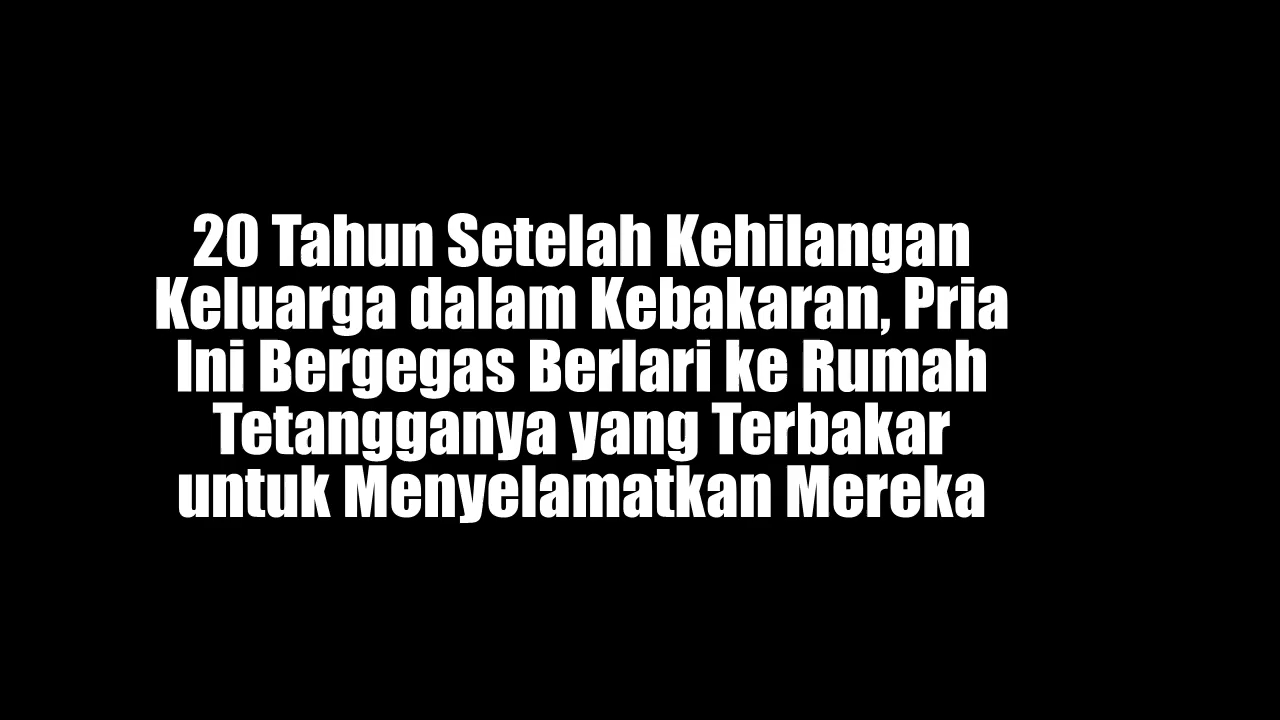 20 Tahun Setelah Kehilangan
Keluarga dalam Kebakaran, Pria
Ini Bergegas Berlari ke Rumah
Tetangganya yang Terbakar
untuk Menyelamatkan Mereka